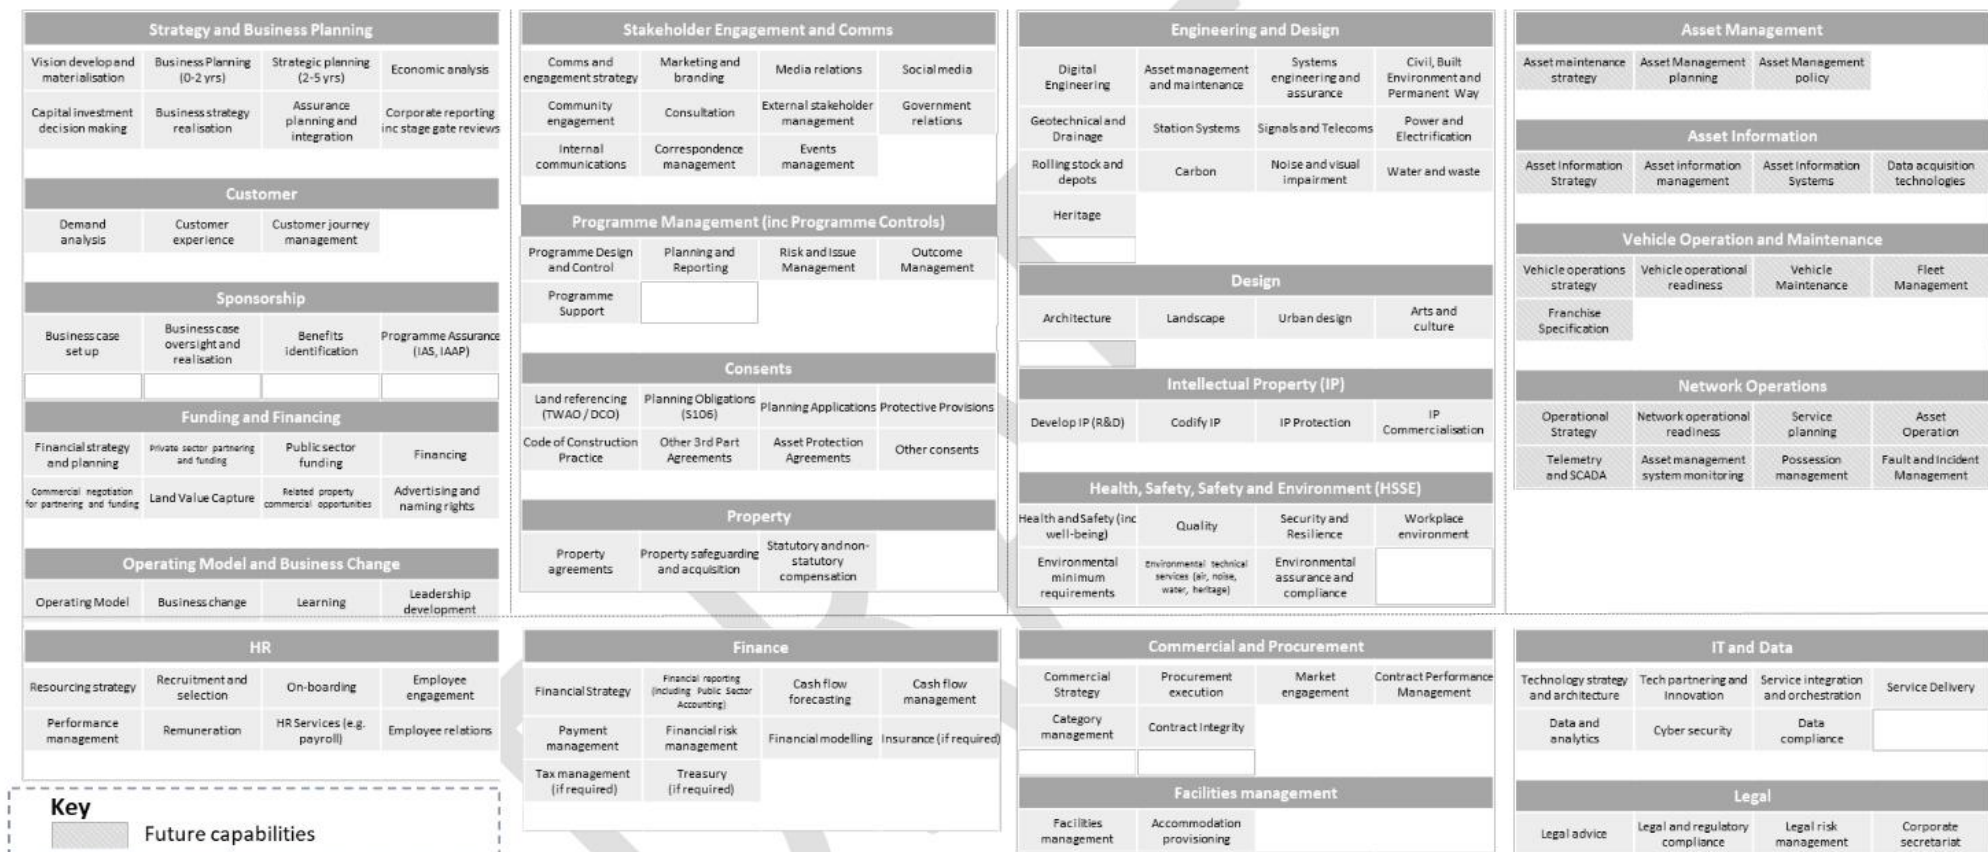 Strategy and Business Planning
Vision develop and
materialisation
Business Planning
(0-2 yrs)
Strategic planning
(2-5 yrs)
Economic analysis
Capital investment
decision making
Business strategy
realisation
Assurance
planning and
integration
Corporate reporting
inc stage gate reviews
Customer
Demand
analysis
Customer
experience
Customer journey
management
Sponsorship
Business case
set up
Business case
oversight and
realisation
Benefits
identification
Programme Assurance
(IAS, IAAP)
Funding and Financing
Financial strategy
and planning
Private sector partnering
and funding
Public sector
funding
Financing
Commercial negotiation
for partnering and funding
Land Value Capture
Related property
commercial opportunities
Advertising and
naming rights
Operating Model and Business Change
Operating Model
Business change
Learning
Leadership
development
Stakeholder Engagement and Comms
Comms and
engagement strategy
Marketing and
branding
Media relations
Social media
Community
engagement
Consultation
External stakeholder
management
Government
relations
Internal
communications
Correspondence
management
Events
management
Programme Management (inc Programme Controls)
Programme Design
and Control
Planning and
Reporting
Risk and Issue
Management
Outcome
Management
Programme
Support
Consents
Land referencing
(TWAO / DCO)
Planning Obligations
(S106)
Planning Applications
Protective Provisions
Code of Construction
Practice
Other 3rd Part
Agreements
Asset Protection
Agreements
Other consents
Property
Property
agreements
Property safeguarding
and acquisition
Statutory and non-
statutory
compensation
Engineering and Design
Digital
Engineering
Asset management
and maintenance
Systems
engineering and
assurance
Civil, Built
Environment and
Permanent Way
Geotechnical and
Drainage
Station Systems
Signals and Telecoms
Power and
Electrification
Rolling stock and
depots
Carbon
Noise and visual
impairment
Water and waste
Heritage
Design
Architecture
Landscape
Urban design
Arts and
culture
Intellectual Property (IP)
Develop IP (R&D)
Codify IP
IP Protection
IP
Commercialisation
Health, Safety, Safety and Environment (HSSE)
Health and Safety (inc
well-being)
Quality
Security and
Resilience
Workplace
environment
Environmental
minimum
requirements
Environmental technical
services (air, noise,
water, heritage)
Environmental
assurance and
compliance
Asset Management
Asset maintenance
strategy
Asset Management
planning
Asset Management
policy
Asset Information
Asset Information
Strategy
Asset information
management
Asset Information
Systems
Data acquisition
technologies
Vehicle Operation and Maintenance
Vehicle operations
strategy
Vehicle operational
readiness
Vehicle
Maintenance
Fleet
Management
Franchise
Specification
Network Operations
Operational
Strategy
Network operational
readiness
Service
planning
Asset
Operation
Telemetry
and SCADA
Asset management
system monitoring
Possession
management
Fault and Incident
Management
HR
Resourcing strategy
Recruitment and
selection
On-boarding
Employee
engagement
Performance
management
Remuneration
HR Services (e.g.
payroll)
Employee relations
Key
Future capabilities
Finance
Financial Strategy
Financial reporting
(including Public Sector
Accounting)
Cash flow
forecasting
Cash flow
management
Payment
management
Financial risk
management
Financial modelling
Insurance (if required)
Tax management
(if required)
Treasury
(if required)
Commercial and Procurement
Commercial
Strategy
Procurement
execution
Market
engagement
Contract Performance
Management
Category
management
Contract Integrity
Facilities management
Facilities
management
Accommodation
provisioning
IT and Data
Technology strategy
and architecture
Tech partnering and
Innovation
Service integration
and orchestration
Service Delivery
Data and
analytics
Cyber security
Data
compliance
Legal
Legal advice
Legal and regulatory
compliance
Legal risk
management
Corporate
secretariat